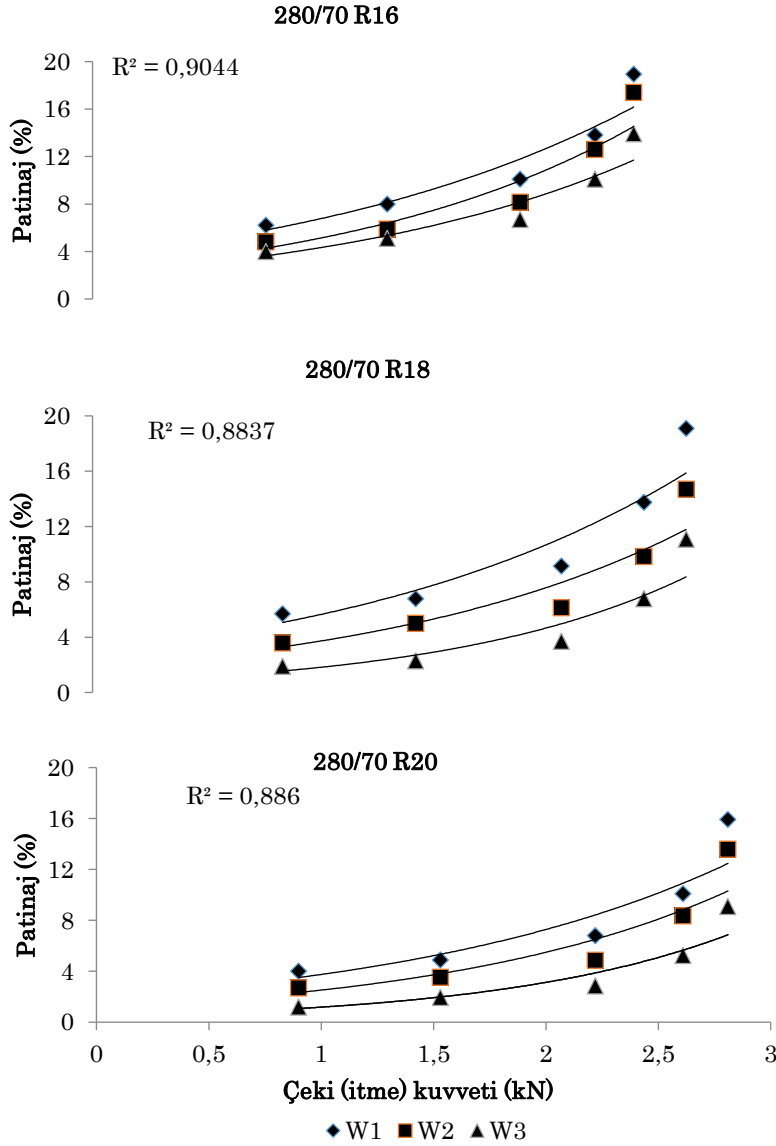 280/70 R16
R² = 0,9044
Patinaj (%)
20
16
12
8
4
0
280/70 R18
R² = 0,8837
Patinaj (%)
20
16
12
8
4
0
280/70 R20
R² = 0,886
Patinaj (%)
20
16
12
8
4
0
0 0,5 1 1,5 2 2,5 3
Çeki (itme) kuvveti (kN)
W1 W2 W3